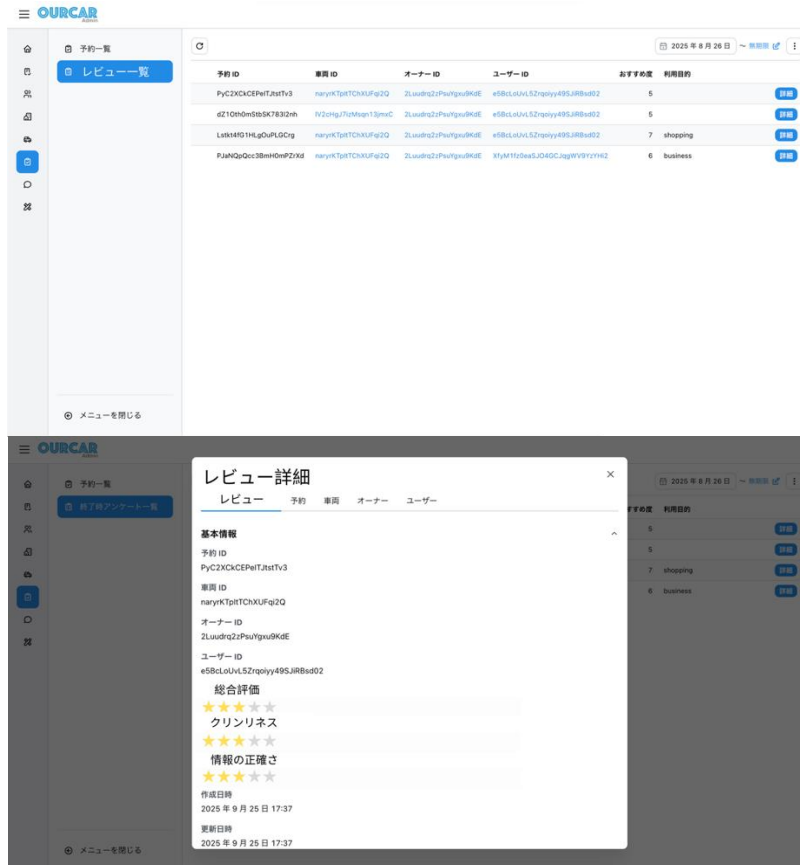 OURCAR
Admin
予約一覧
レビュー一覧
2025 年 8 月 26 日 ~ 無期限
予約 ID 車両 ID オーナー ID ユーザー ID おすすめ度 利用目的
PyC2XCkCEPelTJtstTv3 naryrKTpltTChXUFqi2Q 2Luudrq2zPsuYgxu9KdE e5BcLoUvL5Zrqoiyy49SJiRBsd02 5 詳細
2Luudrq2zPsuYgxu9KdE e5BcLoUvL5Zrqoiyy49SJiRBsd02 5 詳細
Lstkt4fG1HLgOuPLGCrg naryrKTpltTChXUFqi2Q 2Luudrq2zPsuYgxu9KdE e5BcLoUvL5Zrqoiyy49SJiRBsd02 7 shopping 詳細
PJaNQpQcc3BmH0mPZrXd naryrKTpltTChXUFqi2Q 2Luudrq2zPsuYgxu9KdE 6 business 詳細
メニューを閉じる
OURCAR
Admin
予約一覧
終了時アンケート一覧
2025 年 8 月 26 日 ~ 無期限
すすめ度 利用目的
5 詳細
5 詳細
7 shopping 詳細
6 business 詳細
メニューを閉じる
レビュー詳細
レビュー 予約 車両 オーナー ユーザー
基本情報
予約 ID
PyC2XCkCEPelTJtstTv3
車両 ID
naryrKTpltTChXUFqi2Q
オーナー ID
2Luudrq2zPsuYgxu9KdE
ユーザー ID
e5BcLoUvL5Zrqoiyy49SJiRBsd02
総合評価
クリンリネス
情報の正確さ
作成日時
2025 年 9 月 25 日 17:37
更新日時
2025 年 9 月 25 日 17:37